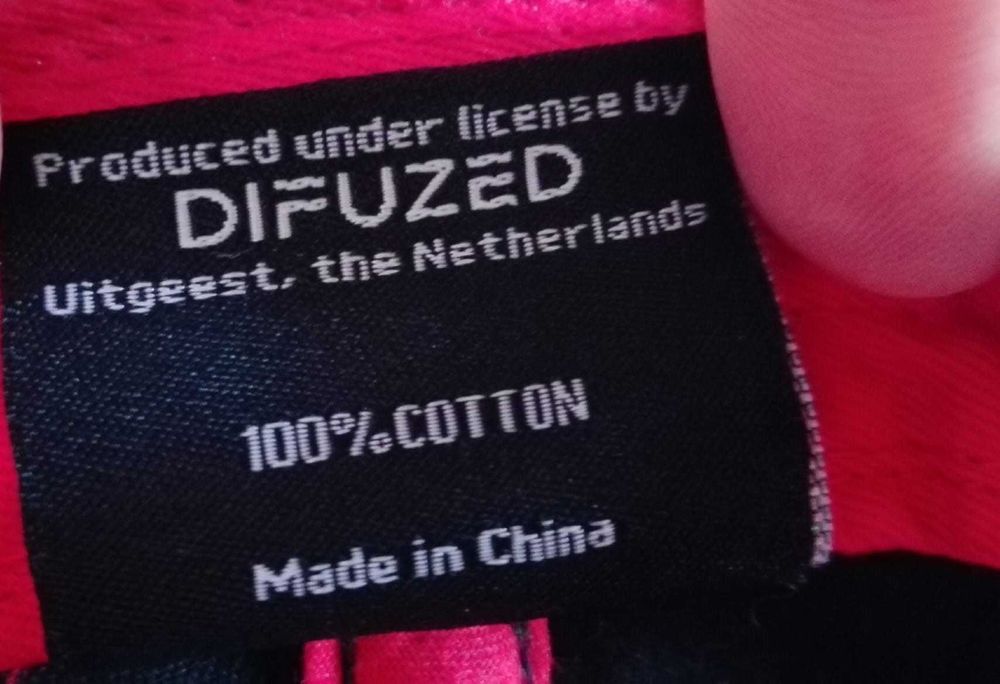 Produced under license by
DIFUZED
Uitgeest, the Netherlands
100% COTTON
Made in China